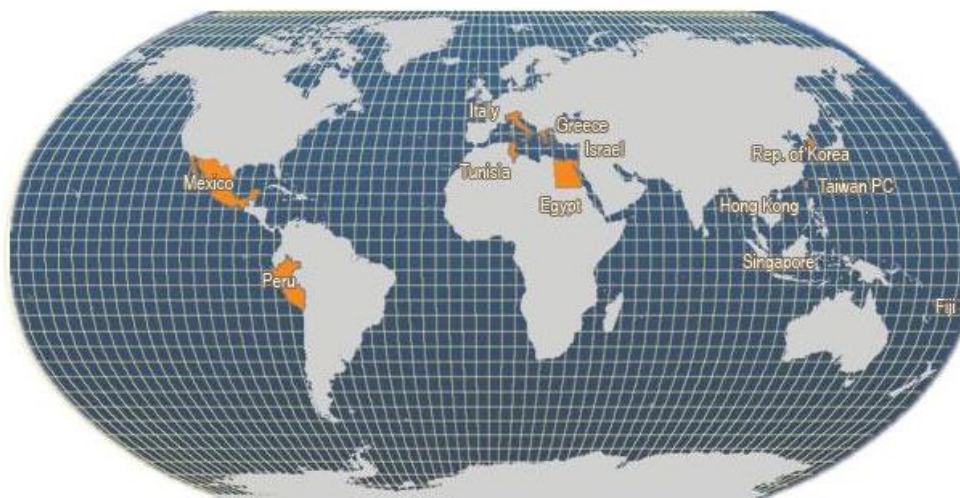 Italy
Greece
Israel
Rep. of Korea
Tunisia
Mexico
Taiwan PC
Egypt
Hong Kong
Singapore
Peru
Fiji